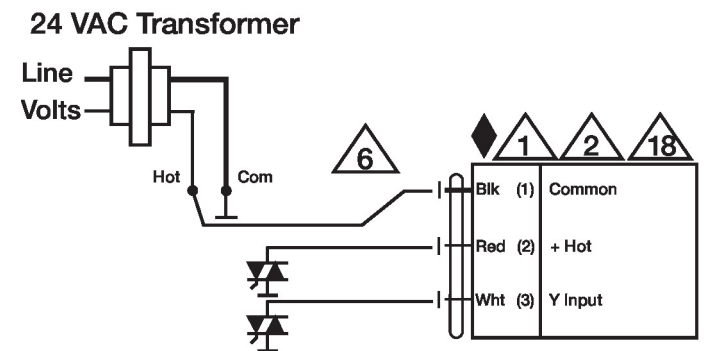 24 VAC Transformer
Line
Volts
Hot
Com
6
1
2
18
Blk (1) Common
Red (2) + Hot
Wht (3) Y Input